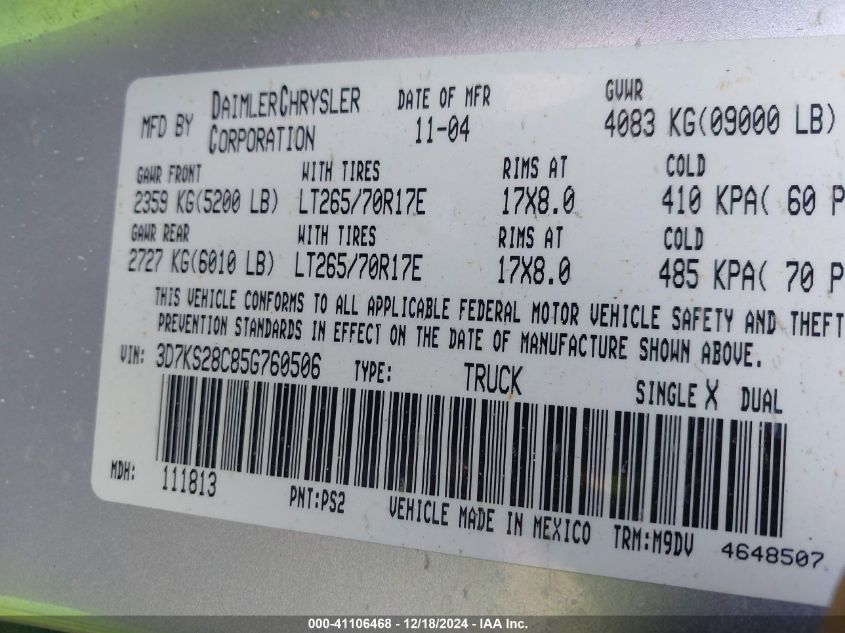 MFD BY DAIMLERCHRYSLER CORPORATION DATE OF MFR 11-04 GVWR 4083 KG(09000 LB)
GAWR FRONT WITH TIRES RIMS AT COLD
2359 KG(5200 LB) LT265/70R17E 17X8.0 410 KPA( 60 P
GAWR REAR WITH TIRES RIMS AT COLD
2727 KG(6010 LB) LT265/70R17E 17X8.0 485 KPA( 70 P
THIS VEHICLE CONFORMS TO ALL APPLICABLE FEDERAL MOTOR VEHICLE SAFETY AND THEFT
PREVENTION STANDARDS IN EFFECT ON THE DATE OF MANUFACTURE SHOWN ABOVE.
VIN: 3D7KS28C85G760506 TYPE: TRUCK SINGLE X DUAL
MDH: 111813 PNT:PS2 VEHICLE MADE IN MEXICO TRM:M9DV 4648507
000-41106468 - 12/18/2024 - IAA Inc.